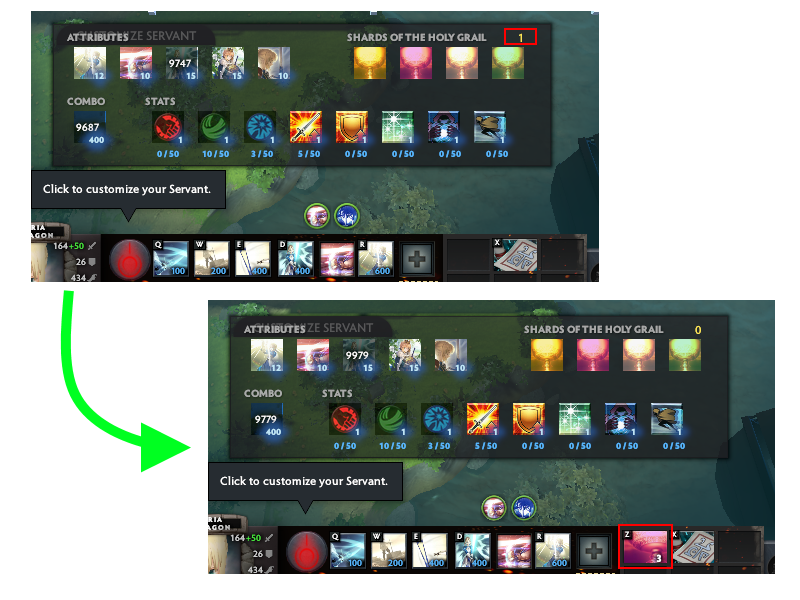 CUSTOMIZE SERVANT
ATTRIBUTES
SHARDS OF THE HOLY GRAIL 1
12 10 9747 15 15 10
COMBO STATS
9687 400
1 1 1 1 1 1 1 1
0/50 10/50 3/50 5/50 0/50 0/50 0/50 0/50
Click to customize your Servant.
RIA
AGON
164+50
26
434
Q 100 W 200 E 400 D 400 R 600 X
CUSTOMIZE SERVANT
ATTRIBUTES
SHARDS OF THE HOLY GRAIL 0
12 10 9979 15 15 10
COMBO STATS
9779 400
1 1 1 1 1 1 1 1
0/50 10/50 3/50 5/50 0/50 0/50 0/50 0/50
Click to customize your Servant.
RIA
AGON
164+50
26
434
Q 100 W 200 E 400 D 400 R 600 Z 3 X